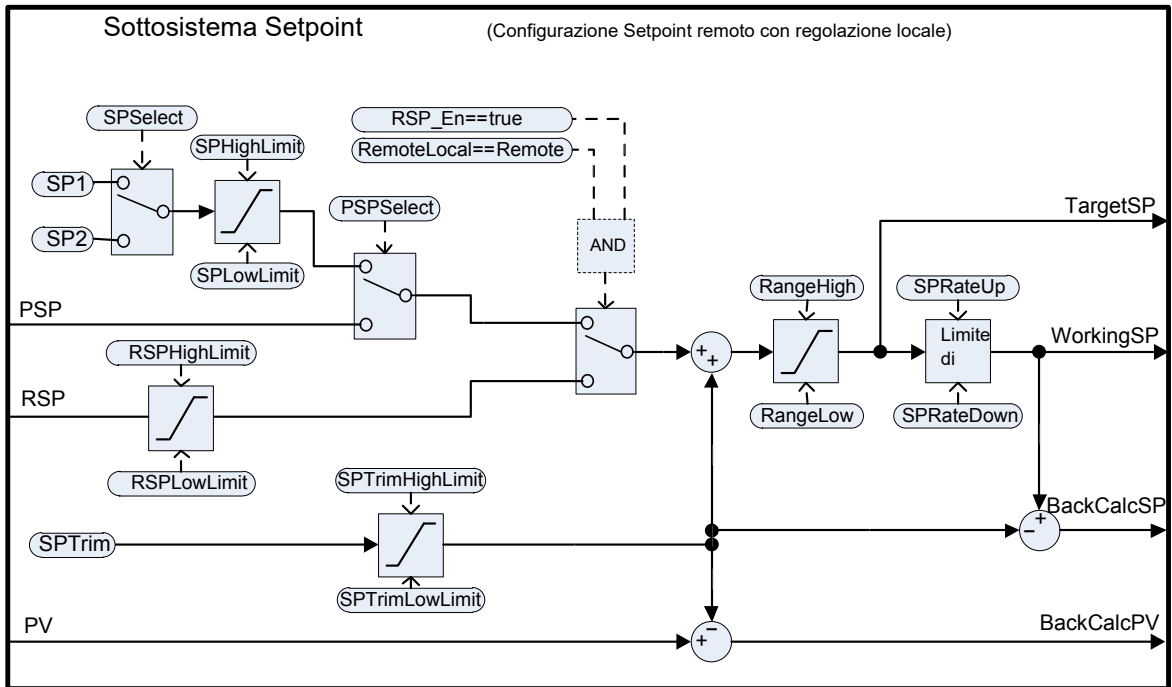 Sottosistema Setpoint
(Configurazione Setpoint remoto con regolazione locale)
SPSelect
SPHighLimit
SP1
SP2
SPLowLimit
RSP_En==true
RemoteLocal==Remote
PSPSelect
AND
TargetSP
PSP
RangeHigh
SPRateUp
RSPHighLimit
+
+
Limite
di
WorkingSP
RSP
RangeLow
SPRateDown
RSPLowLimit
SPTrimHighLimit
SPTrim
+
−
BackCalcSP
SPTrimLowLimit
PV
−
+
BackCalcPV